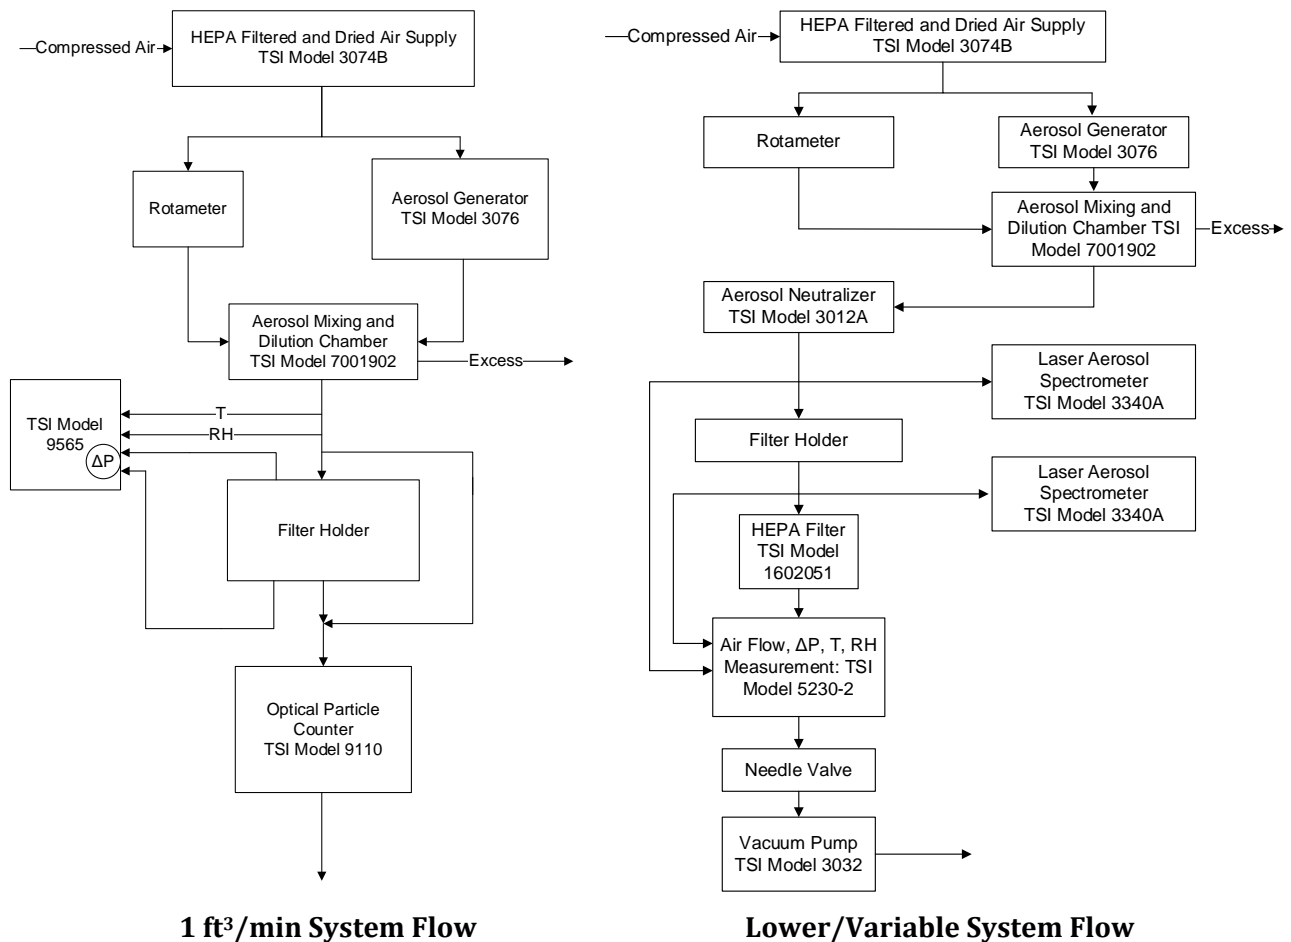 Compressed Air
HEPA Filtered and Dried Air Supply
TSI Model 3074B
Rotameter
Aerosol Generator
TSI Model 3076
Aerosol Mixing and
Dilution Chamber
TSI Model 7001902
Excess
TSI Model
9565
ΔP
T
RH
Filter Holder
Optical Particle
Counter
TSI Model 9110
1 ft³/min System Flow
Compressed Air
HEPA Filtered and Dried Air Supply
TSI Model 3074B
Rotameter
Aerosol Generator
TSI Model 3076
Aerosol Mixing and
Dilution Chamber TSI
Model 7001902
Excess
Aerosol Neutralizer
TSI Model 3012A
Laser Aerosol
Spectrometer
TSI Model 3340A
Filter Holder
Laser Aerosol
Spectrometer
TSI Model 3340A
HEPA Filter
TSI Model
1602051
Air Flow, ΔP, T, RH
Measurement: TSI
Model 5230-2
Needle Valve
Vacuum Pump
TSI Model 3032
Lower/Variable System Flow